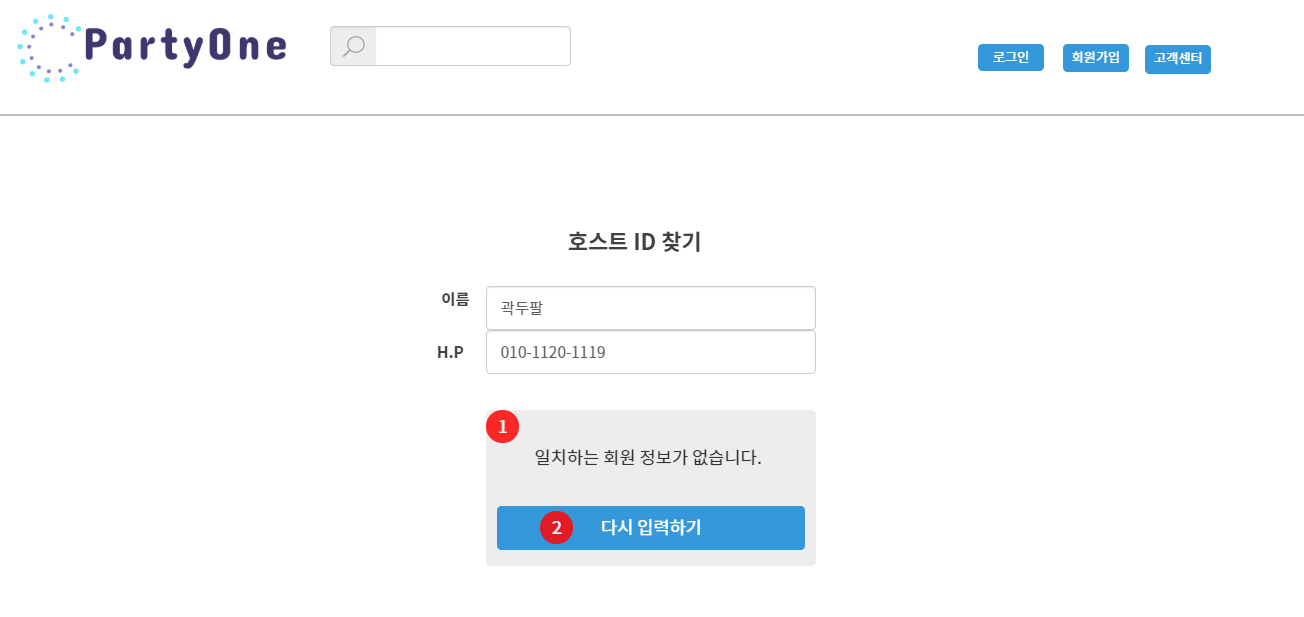 PartyOne
로그인 회원가입 고객센터
호스트 ID 찾기
이름 곽두팔
H.P 010-1120-1119
1
일치하는 회원 정보가 없습니다.
2 다시 입력하기